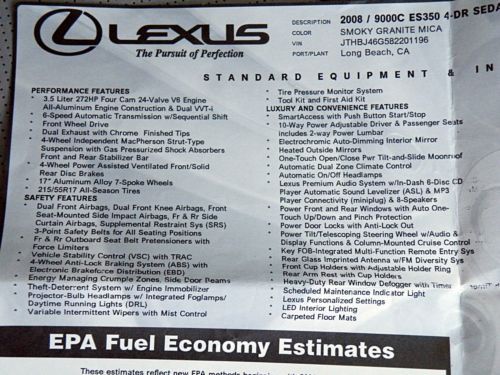 LEXUS
The Pursuit of Perfection
DESCRIPTION 2008 / 9000C ES350 4-DR SEDA
COLOR SMOKY GRANITE MICA
VIN JTHBJ46G582201196
PORT/PLANT Long Beach, CA
STANDARD EQUIPMENT & IN
PERFORMANCE FEATURES
• 3.5 Liter 272HP Four Cam 24-Valve V6 Engine
All-Aluminum Engine Construction & Dual VVT-i
• 6-Speed Automatic Transmission w/Sequential Shift
• Front Wheel Drive
• Dual Exhaust with Chrome Finished Tips
• 4-Wheel Independent MacPherson Strut-Type
Suspension with Gas Pressurized Shock Absorbers
Front and Rear Stabilizer Bar
• 4-Wheel Power Assisted Ventilated Front/Solid
Rear Disc Brakes
• 17" Aluminum Alloy 7-Spoke Wheels
• 215/55R17 All-Season Tires
SAFETY FEATURES
• Dual Front Airbags, Dual Front Knee Airbags, Front
Seat-Mounted Side Impact Airbags, Fr & Rr Side
Curtain Airbags, Supplemental Restraint Sys (SRS)
• 3-Point Safety Belts for All Seating Positions
• Fr & Rr Outboard Seat Belt Pretensioners with
Force Limiters
• Vehicle Stability Control (VSC) with TRAC
• 4-Wheel Anti-Lock Braking System (ABS) with
Electronic Brakeforce Distribution (EBD)
• Energy Managing Crumple Zones, Side Door Beams
• Theft-Deterrent System w/ Engine Immobilizer
• Projector-Bulb Headlamps w/ Integrated Foglamps/
Daytime Running Lights (DRL)
• Variable Intermittent Wipers with Mist Control
• Tire Pressure Monitor System
• Tool Kit and First Aid Kit
LUXURY AND CONVENIENCE FEATURES
• SmartAccess with Push Button Start/Stop
• 10-Way Power Adjustable Driver & Passenger Seats
Includes 2-way Power Lumbar
• Electrochromic Auto-Dimming Interior Mirror
• Heated Outside Mirrors
• One-Touch Open/Close Pwr Tilt-and-Slide Moonroof
• Automatic Dual Zone Climate Control
• Automatic On/Off Headlamps
• Lexus Premium Audio System w/In-Dash 6-Disc CD
Player Automatic Sound Levelizer (ASL) & MP3
Player Connectivity (miniplug) & 8-Speakers
• Power Front and Rear Windows with Auto One-
Touch Up/Down and Pinch Protection
• Power Door Locks with Anti-Lock Out
• Power Tilt/Telescoping Steering Wheel w/Audio &
Display Functions & Column-Mounted Cruise Control
• Key FOB-Integrated Multi-Function Remote Entry Sys
• Rear Glass Imprinted Antenna w/FM Diversity Sys
• Front Cup Holders with Adjustable Holder Ring
• Rear Arm Rest with Cup Holders
• Heavy-Duty Rear Window Defogger with Timer
• Scheduled Maintenance Indicator Light
• Lexus Personalized Settings
• LED Interior Lighting
• Carpeted Floor Mats
EPA Fuel Economy Estimates
These estimates reflect new EPA methods